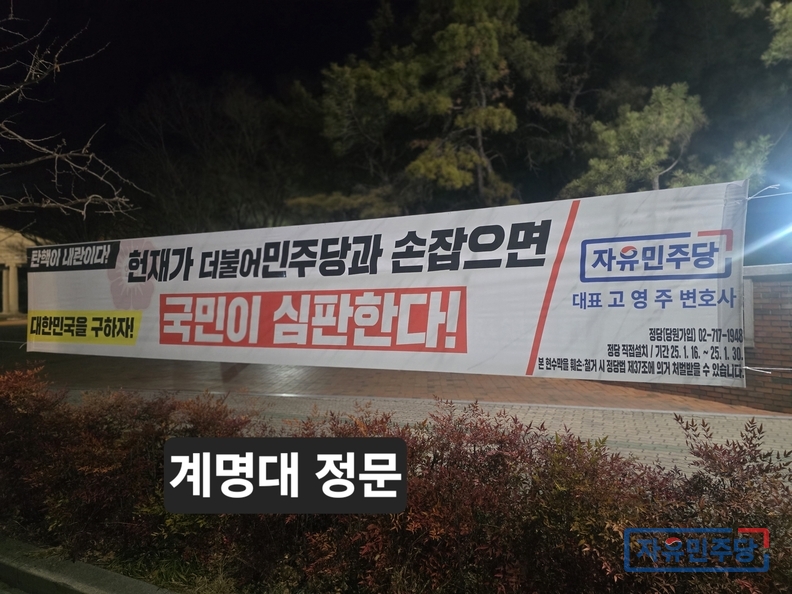 탄핵이 내란이다!
헌재가 더불어민주당과 손잡으면
대한민국을 구하자!
국민이 심판한다!
자유민주당
대표 고영주 변호사
정당(당원가입) 02-717-1948
정당 직접설치 / 기간 25. 1. 16. ~ 25. 1. 30.
본 현수막을 훼손·철거 시 정당법 제37조에 의거 처벌받을 수 있습니다.
계명대 정문
자유민주당